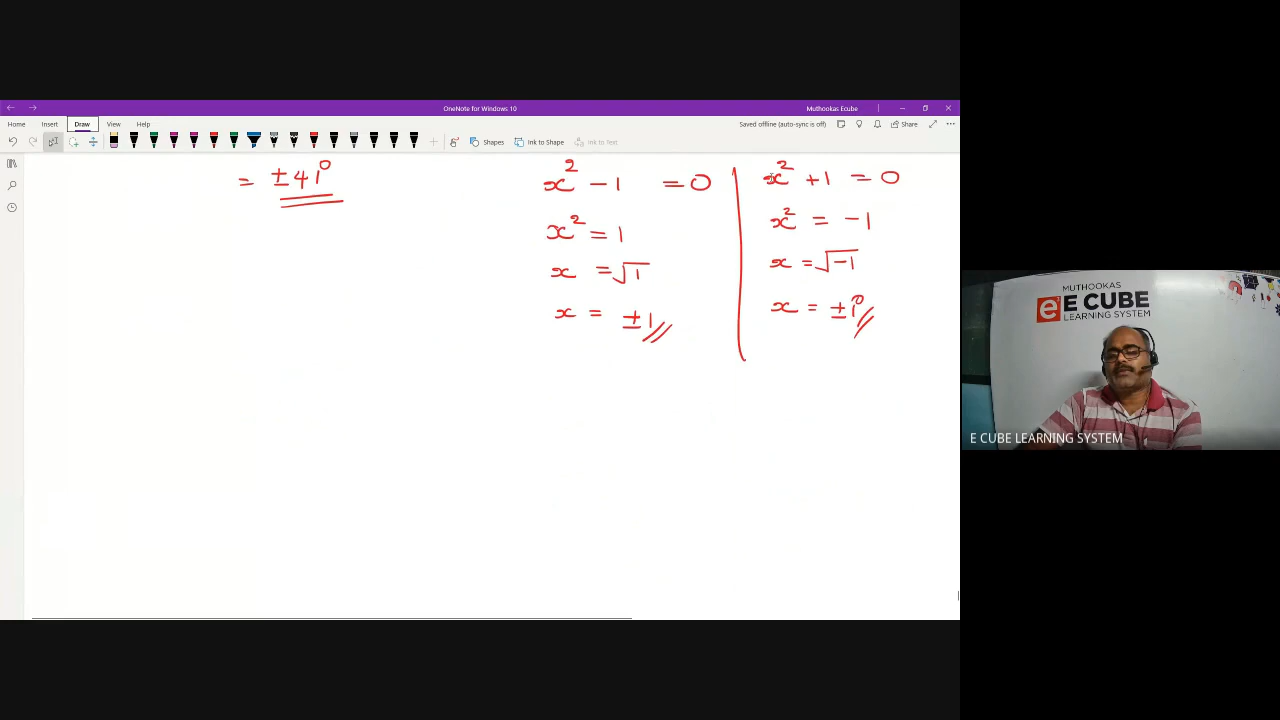 OneNote for Windows 10
Muthookas Ecube
Home Insert Draw View Help
Saved offline (auto-sync is off)
Share
Shapes
Ink to Shape
Ink to Text
= ±4i
x² − 1 = 0
x² = 1
x = √1
x = ±1
x² + 1 = 0
x² = −1
x = √−1
x = ±i
MUTHOOKAS
e³ E CUBE
LEARNING SYSTEM
E CUBE LEARNING SYSTEM